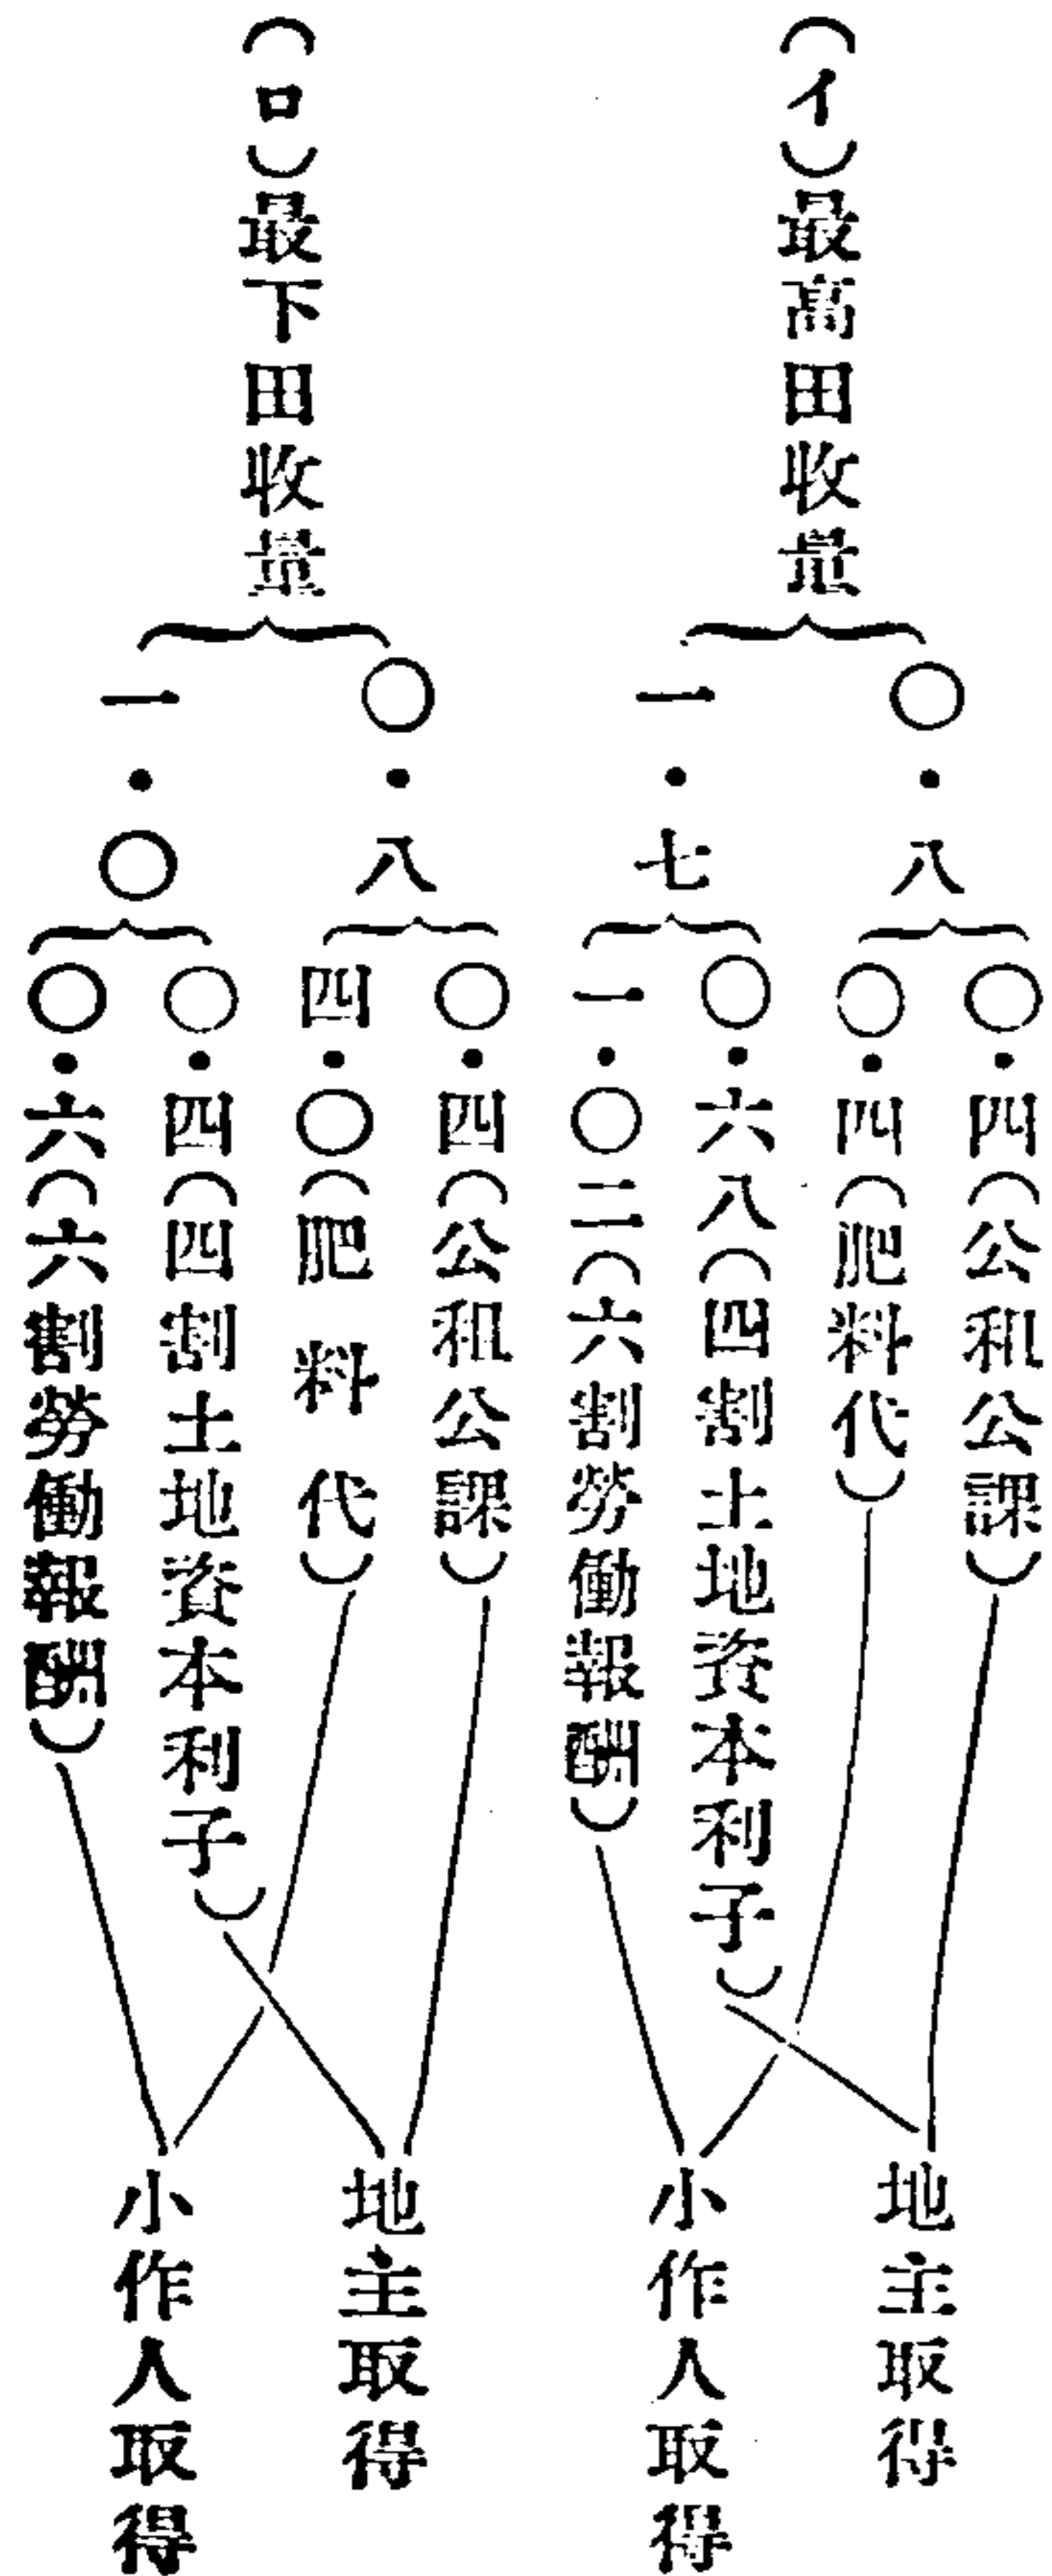 （イ）最高田收量
〇・八
〇・四（公租公課）
〇・四（肥料代）
一・七
〇・六八（四割土地資本利子）
一・〇二（六割勞働報酬）
地主取得
小作人取得
（ロ）最下田收量
〇・八
〇・四（公租公課）
四・〇（肥料代）
一・〇
〇・四（四割土地資本利子）
〇・六（六割勞働報酬）
地主取得
小作人取得